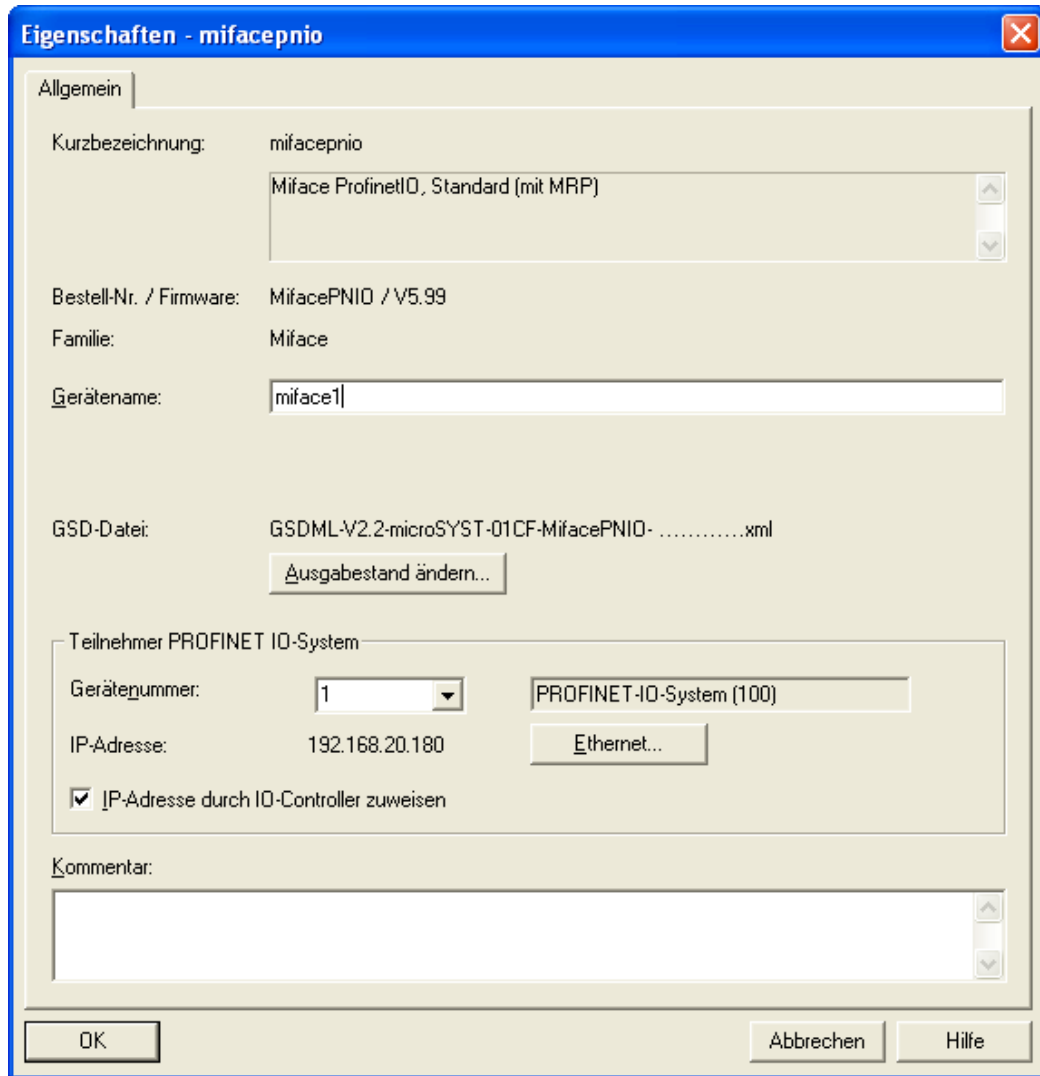 Eigenschaften - mifacepnio
Allgemein
Kurzbezeichnung: mifacepnio
Miface ProfinetIO, Standard (mit MRP)
Bestell-Nr. / Firmware: MifacePNIO / V5.99
Familie: Miface
Gerätename: miface1
GSD-Datei: GSDML-V2.2-microSYST-01CF-MifacePNIO- ............xml
Ausgabestand ändern...
Teilnehmer PROFINET IO-System
Gerätenummer: 1 PROFINET-IO-System (100)
IP-Adresse: 192.168.20.180 Ethernet...
IP-Adresse durch IO-Controller zuweisen
Kommentar:
OK Abbrechen Hilfe